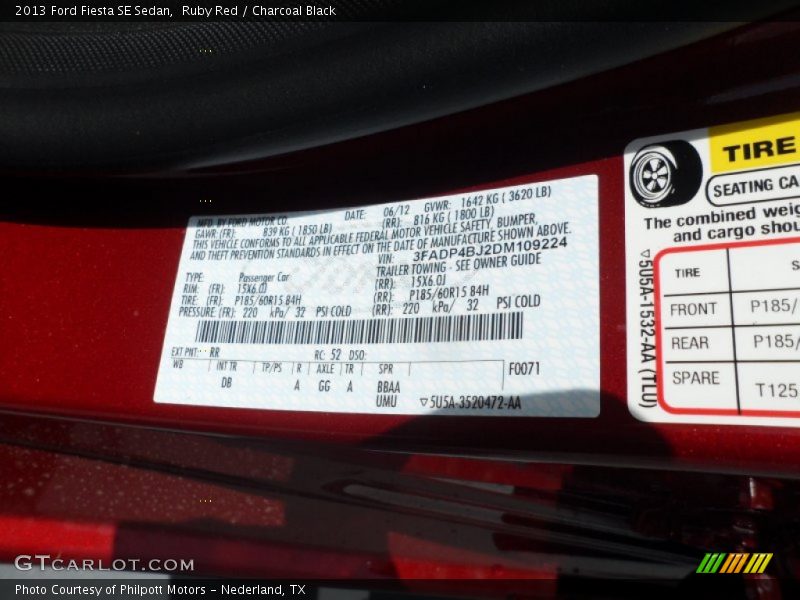 2013 Ford Fiesta SE Sedan,  Ruby Red / Charcoal Black
MFD. BY FORD MOTOR CO.   DATE:   06/12   GVWR:   1642 KG ( 3620 LB)
GAWR: (FR):   839 KG ( 1850 LB)   (RR):   816 KG ( 1800 LB)
THIS VEHICLE CONFORMS TO ALL APPLICABLE FEDERAL MOTOR VEHICLE SAFETY, BUMPER,
AND THEFT PREVENTION STANDARDS IN EFFECT ON THE DATE OF MANUFACTURE SHOWN ABOVE.
VIN:   3FADP4BJ2DM109224
TYPE:   Passenger Car   TRAILER TOWING - SEE OWNER GUIDE
RIM:   (FR):   15X6.0J   (RR):   15X6.0J
TIRE:   (FR):   P185/60R15 84H   (RR):   P185/60R15 84H
PRESSURE (FR):   220   kPa/   32   PSI COLD   (RR):   220   kPa/   32   PSI COLD
EXT PNT:   RR   RC:   52   DSO:
WB   INT TR   TP/PS   R   AXLE   TR   SPR   F0071
DB   A   GG   A   BBAA
UMU   ▽5U5A-3520472-AA
TIRE
SEATING CA
The combined weig
and cargo shou
▽5U5A-1532-AA (TLU)
TIRE   S
FRONT   P185/
REAR   P185/
SPARE   T125
GTCARLOT.COM
Photo Courtesy of Philpott Motors - Nederland, TX